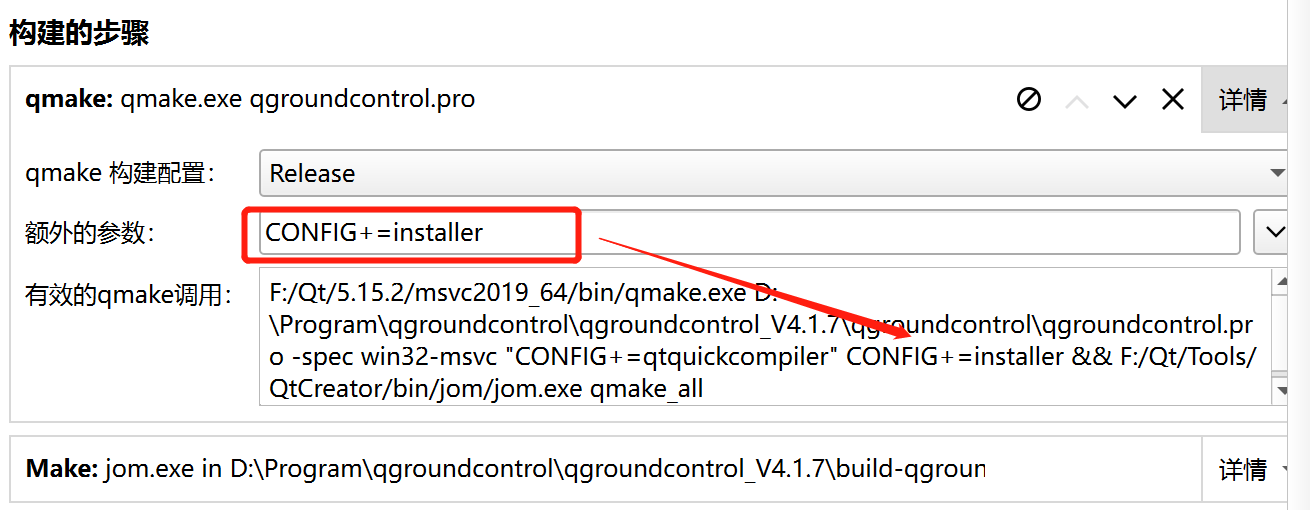 构建的步骤
qmake: qmake.exe qgroundcontrol.pro
详情
qmake 构建配置：
Release
额外的参数：
CONFIG+=installer
有效的qmake调用：
F:/Qt/5.15.2/msvc2019_64/bin/qmake.exe D:
\Program\qgroundcontrol\qgroundcontrol_V4.1.7\qgroundcontrol\qgroundcontrol.pr
o -spec win32-msvc "CONFIG+=qtquickcompiler" CONFIG+=installer && F:/Qt/Tools/
QtCreator/bin/jom/jom.exe qmake_all
Make: jom.exe in D:\Program\qgroundcontrol\qgroundcontrol_V4.1.7\build-qgroun
详情